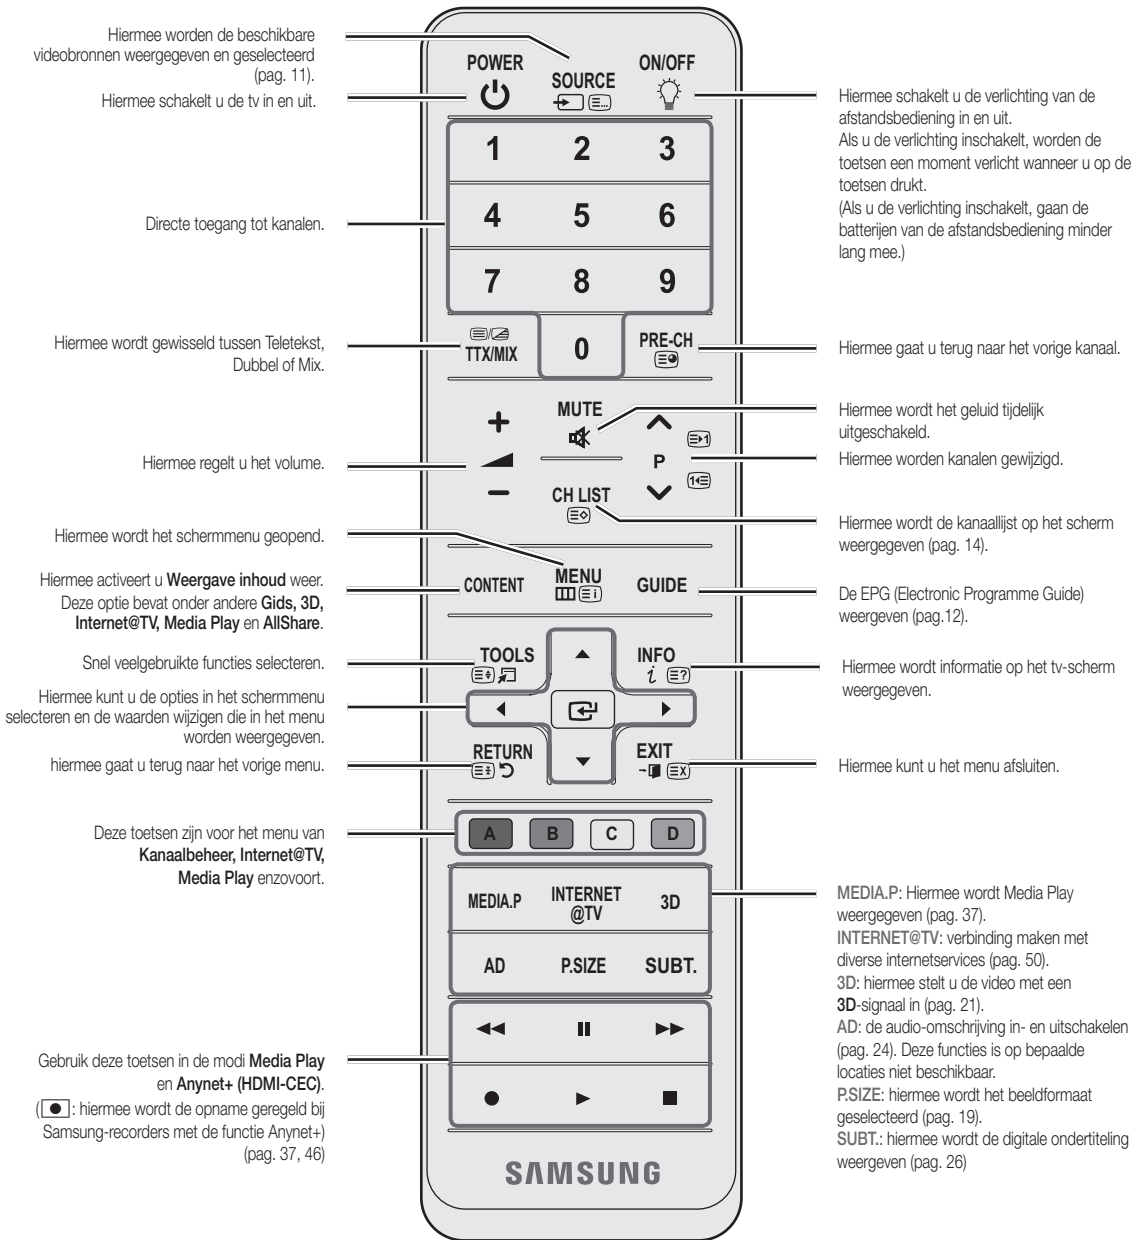 Hiermee worden de beschikbare
videobronnen weergegeven en geselecteerd
(pag. 11).
Hiermee schakelt u de tv in en uit.
Directe toegang tot kanalen.
Hiermee wordt gewisseld tussen Teletekst,
Dubbel of Mix.
Hiermee regelt u het volume.
Hiermee wordt het schermmenu geopend.
Hiermee activeert u Weergave inhoud weer.
Deze optie bevat onder andere Gids, 3D,
Internet@TV, Media Play en AllShare.
Snel veelgebruikte functies selecteren.
Hiermee kunt u de opties in het schermmenu
selecteren en de waarden wijzigen die in het menu
worden weergegeven.
hiermee gaat u terug naar het vorige menu.
Deze toetsen zijn voor het menu van
Kanaalbeheer, Internet@TV,
Media Play enzovoort.
Gebruik deze toetsen in de modi Media Play
en Anynet+ (HDMI-CEC).
(●: hiermee wordt de opname geregeld bij
Samsung-recorders met de functie Anynet+)
(pag. 37, 46)
POWER
SOURCE
ON/OFF
1 2 3
4 5 6
7 8 9
TTX/MIX
0
PRE-CH
+
MUTE
P
1
1
−
CH LIST
CONTENT
MENU
i
GUIDE
TOOLS
INFO
i ?
RETURN
EXIT
X
A B C D
MEDIA.P
INTERNET
@TV
3D
AD
P.SIZE
SUBT.
SAMSUNG
Hiermee schakelt u de verlichting van de
afstandsbediening in en uit.
Als u de verlichting inschakelt, worden de
toetsen een moment verlicht wanneer u op de
toetsen drukt.
(Als u de verlichting inschakelt, gaan de
batterijen van de afstandsbediening minder
lang mee.)
Hiermee gaat u terug naar het vorige kanaal.
Hiermee wordt het geluid tijdelijk
uitgeschakeld.
Hiermee worden kanalen gewijzigd.
Hiermee wordt de kanaallijst op het scherm
weergegeven (pag. 14).
De EPG (Electronic Programme Guide)
weergeven (pag.12).
Hiermee wordt informatie op het tv-scherm
weergegeven.
Hiermee kunt u het menu afsluiten.
MEDIA.P: Hiermee wordt Media Play
weergegeven (pag. 37).
INTERNET@TV: verbinding maken met
diverse internetservices (pag. 50).
3D: hiermee stelt u de video met een
3D-signaal in (pag. 21).
AD: de audio-omschrijving in- en uitschakelen
(pag. 24). Deze functies is op bepaalde
locaties niet beschikbaar.
P.SIZE: hiermee wordt het beeldformaat
geselecteerd (pag. 19).
SUBT.: hiermee wordt de digitale ondertiteling
weergeven (pag. 26)